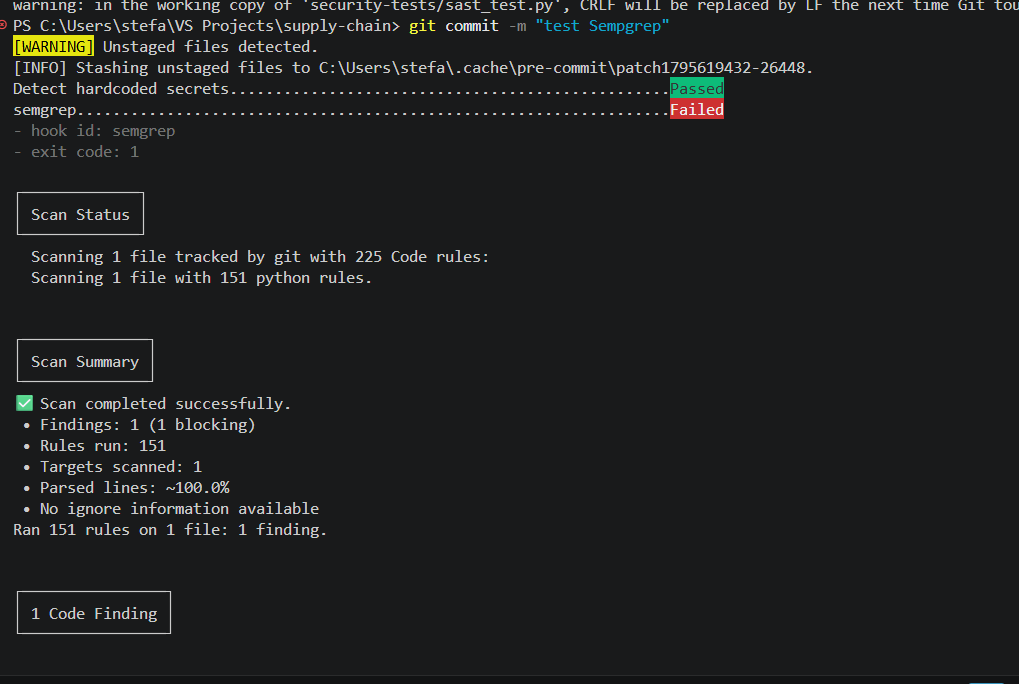 warning: in the working copy of 'security-tests/sast_test.py', CRLF will be replaced by LF the next time Git tou
PS C:\Users\stefa\VS Projects\supply-chain> git commit -m "test Sempgrep"
[WARNING] Unstaged files detected.
[INFO] Stashing unstaged files to C:\Users\stefa\.cache\pre-commit\patch1795619432-26448.
Detect hardcoded secrets.................................................Passed
semgrep..................................................................Failed
- hook id: semgrep
- exit code: 1
Scan Status
Scanning 1 file tracked by git with 225 Code rules:
Scanning 1 file with 151 python rules.
Scan Summary
✅ Scan completed successfully.
• Findings: 1 (1 blocking)
• Rules run: 151
• Targets scanned: 1
• Parsed lines: ~100.0%
• No ignore information available
Ran 151 rules on 1 file: 1 finding.
1 Code Finding